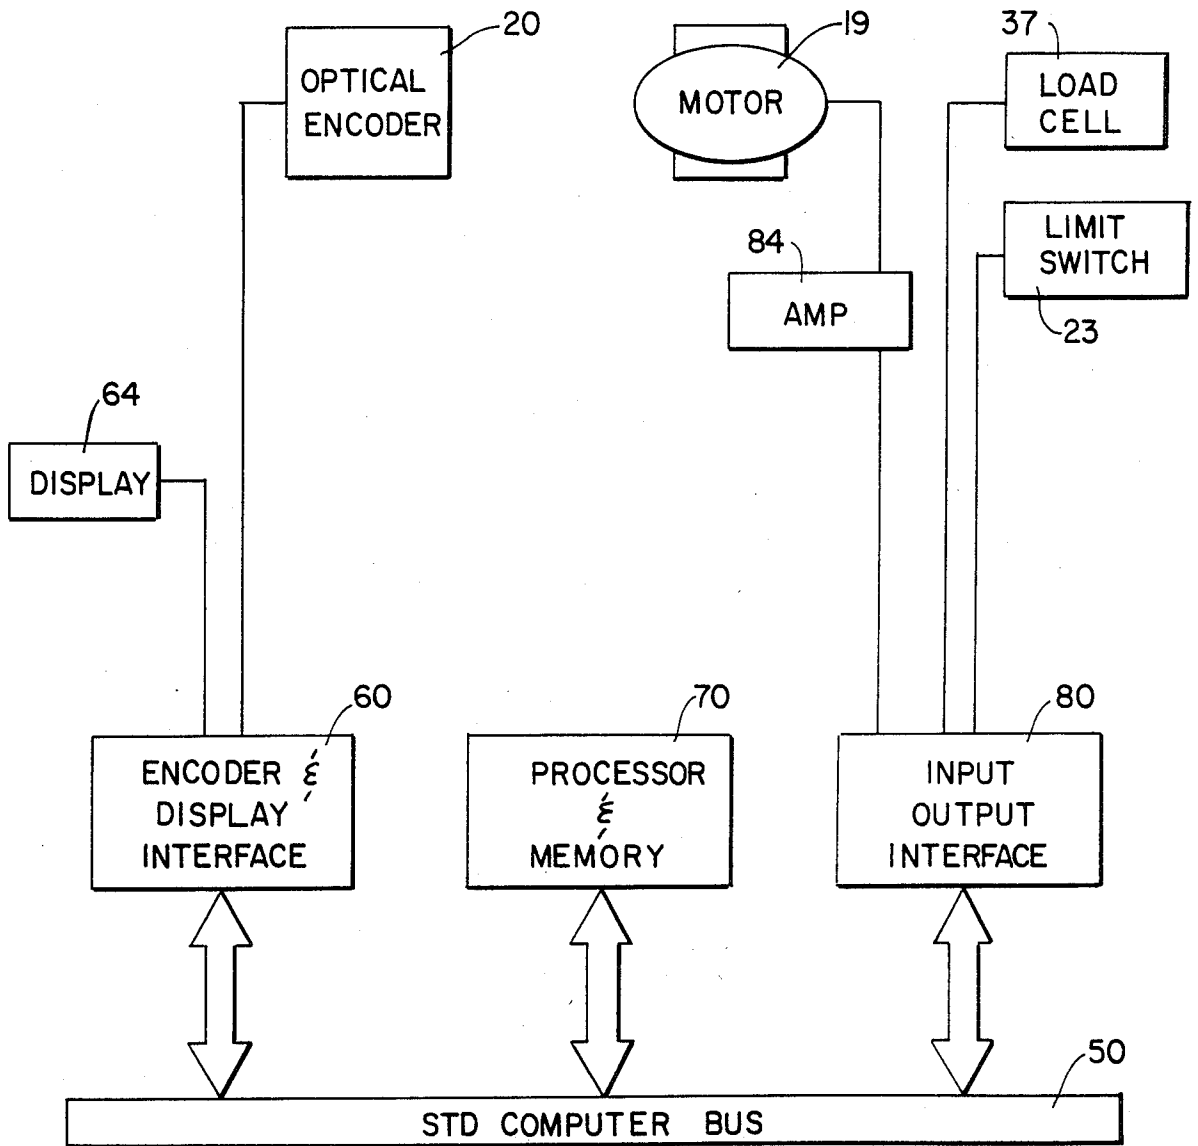 20
OPTICAL
ENCODER
19
MOTOR
37
LOAD
CELL
84
AMP
LIMIT
SWITCH
23
64
DISPLAY
60
ENCODER &
DISPLAY
INTERFACE
70
PROCESSOR
&
MEMORY
80
INPUT
OUTPUT
INTERFACE
50
STD COMPUTER BUS